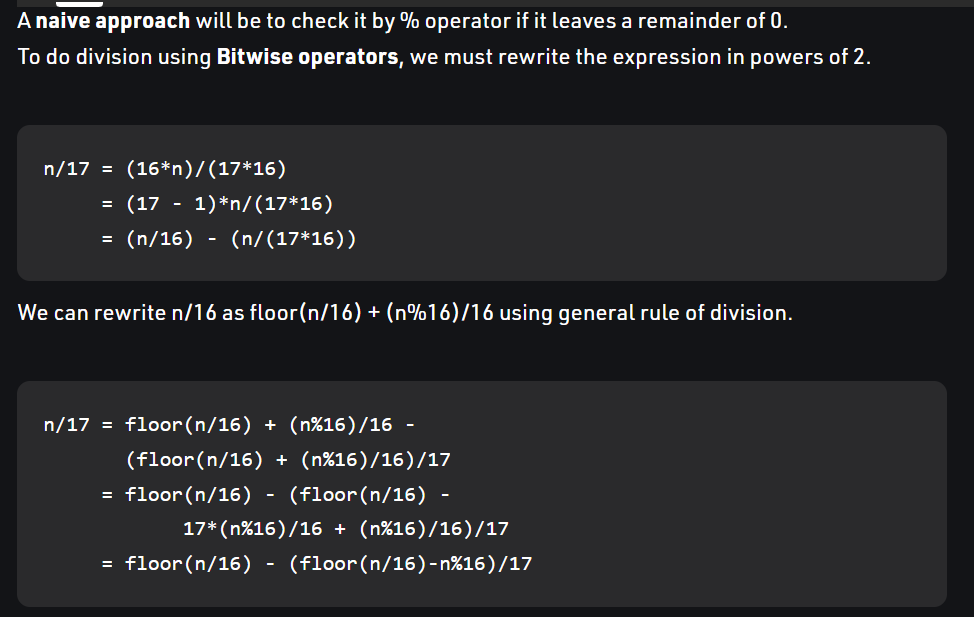 A naive approach will be to check it by % operator if it leaves a remainder of 0.
To do division using Bitwise operators, we must rewrite the expression in powers of 2.
n/17 = (16*n)/(17*16)
= (17 - 1)*n/(17*16)
= (n/16) - (n/(17*16))
We can rewrite n/16 as floor(n/16) + (n%16)/16 using general rule of division.
n/17 = floor(n/16) + (n%16)/16 -
(floor(n/16) + (n%16)/16)/17
= floor(n/16) - (floor(n/16) -
17*(n%16)/16 + (n%16)/16)/17
= floor(n/16) - (floor(n/16)-n%16)/17